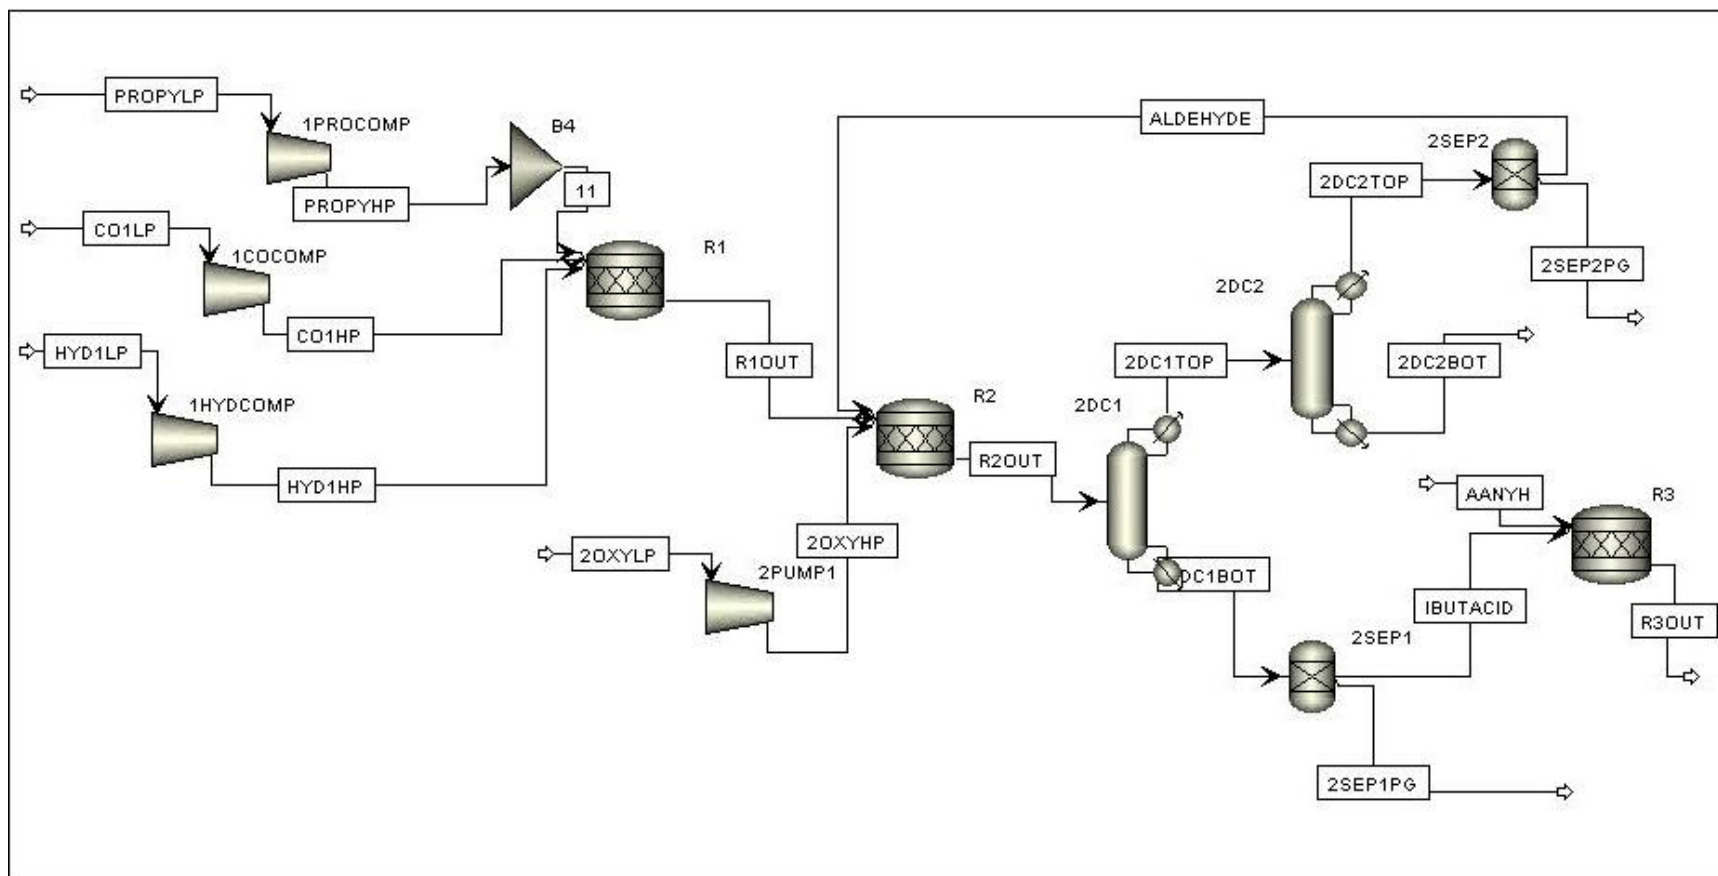 PROPYLP
1PROCOMP
B4
ALDEHYDE
2SEP2
11
2DC2TOP
PROPYHP
CO1LP
1COCOMP
R1
2SEP2PG
2DC2
CO1HP
HYD1LP
R1OUT
2DC1TOP
2DC2BOT
1HYDCOMP
R2
2DC1
R2OUT
HYD1HP
AANYH
R3
2OXYHP
2OXYLP
2PUMP1
DC1BOT
IBUTACID
R3OUT
2SEP1
2SEP1PG